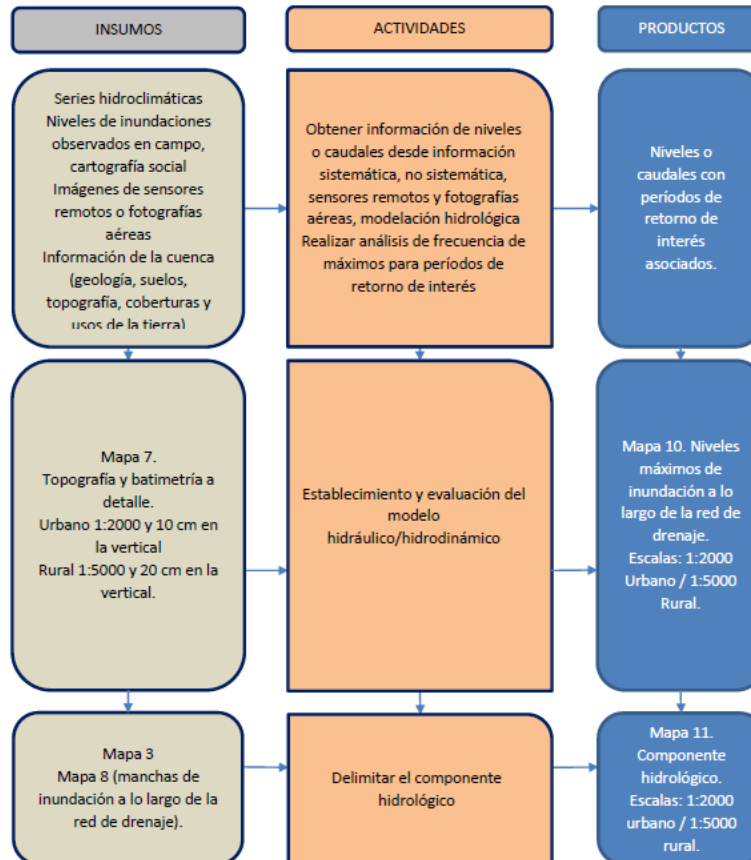 INSUMOS
ACTIVIDADES
PRODUCTOS
Series hidroclimáticas
Niveles de inundaciones
observados en campo,
cartografía social
Imágenes de sensores
remotos o fotografías
aéreas
Información de la cuenca
(geología, suelos,
topografía, coberturas y
usos de la tierra)
Obtener información de niveles
o caudales desde información
sistemática, no sistemática,
sensores remotos y fotografías
aéreas, modelación hidrológica
Realizar análisis de frecuencia de
máximos para períodos de
retorno de interés
Niveles o
caudales con
períodos de
retorno de
interés
asociados.
Mapa 7.
Topografía y batimetría a
detalle.
Urbano 1:2000 y 10 cm en
la vertical
Rural 1:5000 y 20 cm en la
vertical.
Establecimiento y evaluación del
modelo
hidráulico/hidrodinámico
Mapa 10. Niveles
máximos de
inundación a lo
largo de la red de
drenaje.
Escalas: 1:2000
Urbano / 1:5000
Rural.
Mapa 3
Mapa 8 (manchas de
inundación a lo largo de la
red de drenaje).
Delimitar el componente
hidrológico
Mapa 11.
Componente
hidrológico.
Escalas: 1:2000
urbano / 1:5000
rural.